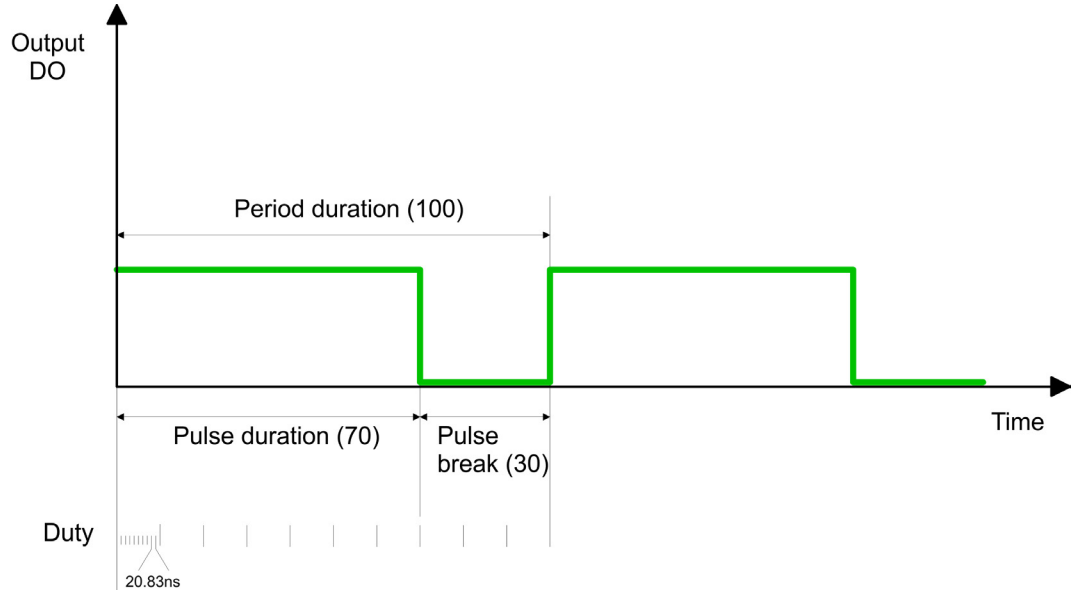 Output
DO
Period duration (100)
Time
Pulse duration (70)
Pulse
break (30)
Duty
20.83ns